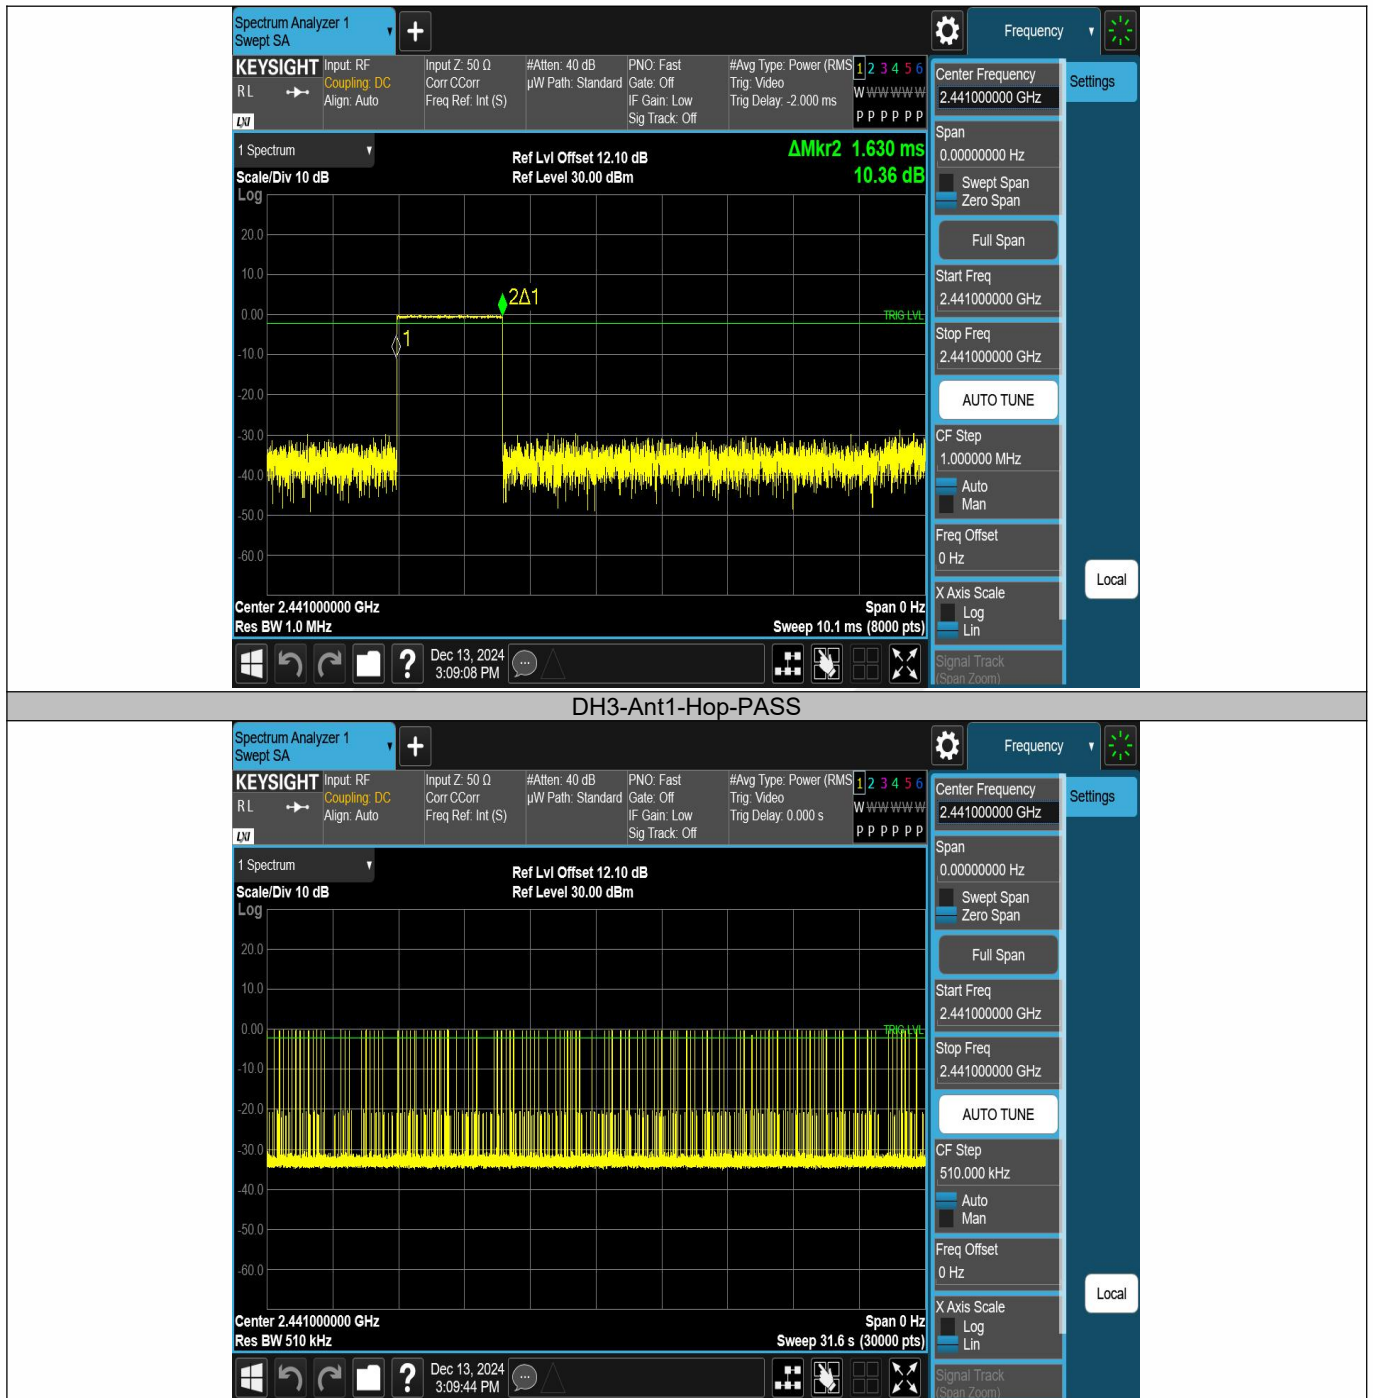 Spectrum Analyzer 1
Swept SA
+
Frequency
KEYSIGHT
RL
LXI
Input: RF
Coupling: DC
Align: Auto
Input Z: 50 Ω
Corr CCorr
Freq Ref: Int (S)
#Atten: 40 dB
µW Path: Standard
PNO: Fast
Gate: Off
IF Gain: Low
Sig Track: Off
#Avg Type: Power (RMS
Trig: Video
Trig Delay: -2.000 ms
1 2 3 4 5 6
W W W W W W
P P P P P P
Center Frequency
2.441000000 GHz
Settings
Span
0.00000000 Hz
Swept Span
Zero Span
Full Span
Start Freq
2.441000000 GHz
Stop Freq
2.441000000 GHz
AUTO TUNE
CF Step
1.000000 MHz
Auto
Man
Freq Offset
0 Hz
X Axis Scale
Log
Lin
Signal Track
(Span Zoom)
Local
1 Spectrum
Scale/Div 10 dB
Ref Lvl Offset 12.10 dB
Ref Level 30.00 dBm
ΔMkr2 1.630 ms
10.36 dB
Log
20.0
10.0
0.00
-10.0
-20.0
-30.0
-40.0
-50.0
-60.0
2Δ1
1
TRIG LVL
Center 2.441000000 GHz
Res BW 1.0 MHz
Span 0 Hz
Sweep 10.1 ms (8000 pts)
?
Dec 13, 2024
3:09:08 PM
DH3-Ant1-Hop-PASS
Spectrum Analyzer 1
Swept SA
+
Frequency
KEYSIGHT
RL
LXI
Input: RF
Coupling: DC
Align: Auto
Input Z: 50 Ω
Corr CCorr
Freq Ref: Int (S)
#Atten: 40 dB
µW Path: Standard
PNO: Fast
Gate: Off
IF Gain: Low
Sig Track: Off
#Avg Type: Power (RMS
Trig: Video
Trig Delay: 0.000 s
1 2 3 4 5 6
W W W W W W
P P P P P P
Center Frequency
2.441000000 GHz
Settings
Span
0.00000000 Hz
Swept Span
Zero Span
Full Span
Start Freq
2.441000000 GHz
Stop Freq
2.441000000 GHz
AUTO TUNE
CF Step
510.000 kHz
Auto
Man
Freq Offset
0 Hz
X Axis Scale
Log
Lin
Signal Track
(Span Zoom)
Local
1 Spectrum
Scale/Div 10 dB
Ref Lvl Offset 12.10 dB
Ref Level 30.00 dBm
Log
20.0
10.0
0.00
-10.0
-20.0
-30.0
-40.0
-50.0
-60.0
TRIG LVL
Center 2.441000000 GHz
Res BW 510 kHz
Span 0 Hz
Sweep 31.6 s (30000 pts)
?
Dec 13, 2024
3:09:44 PM